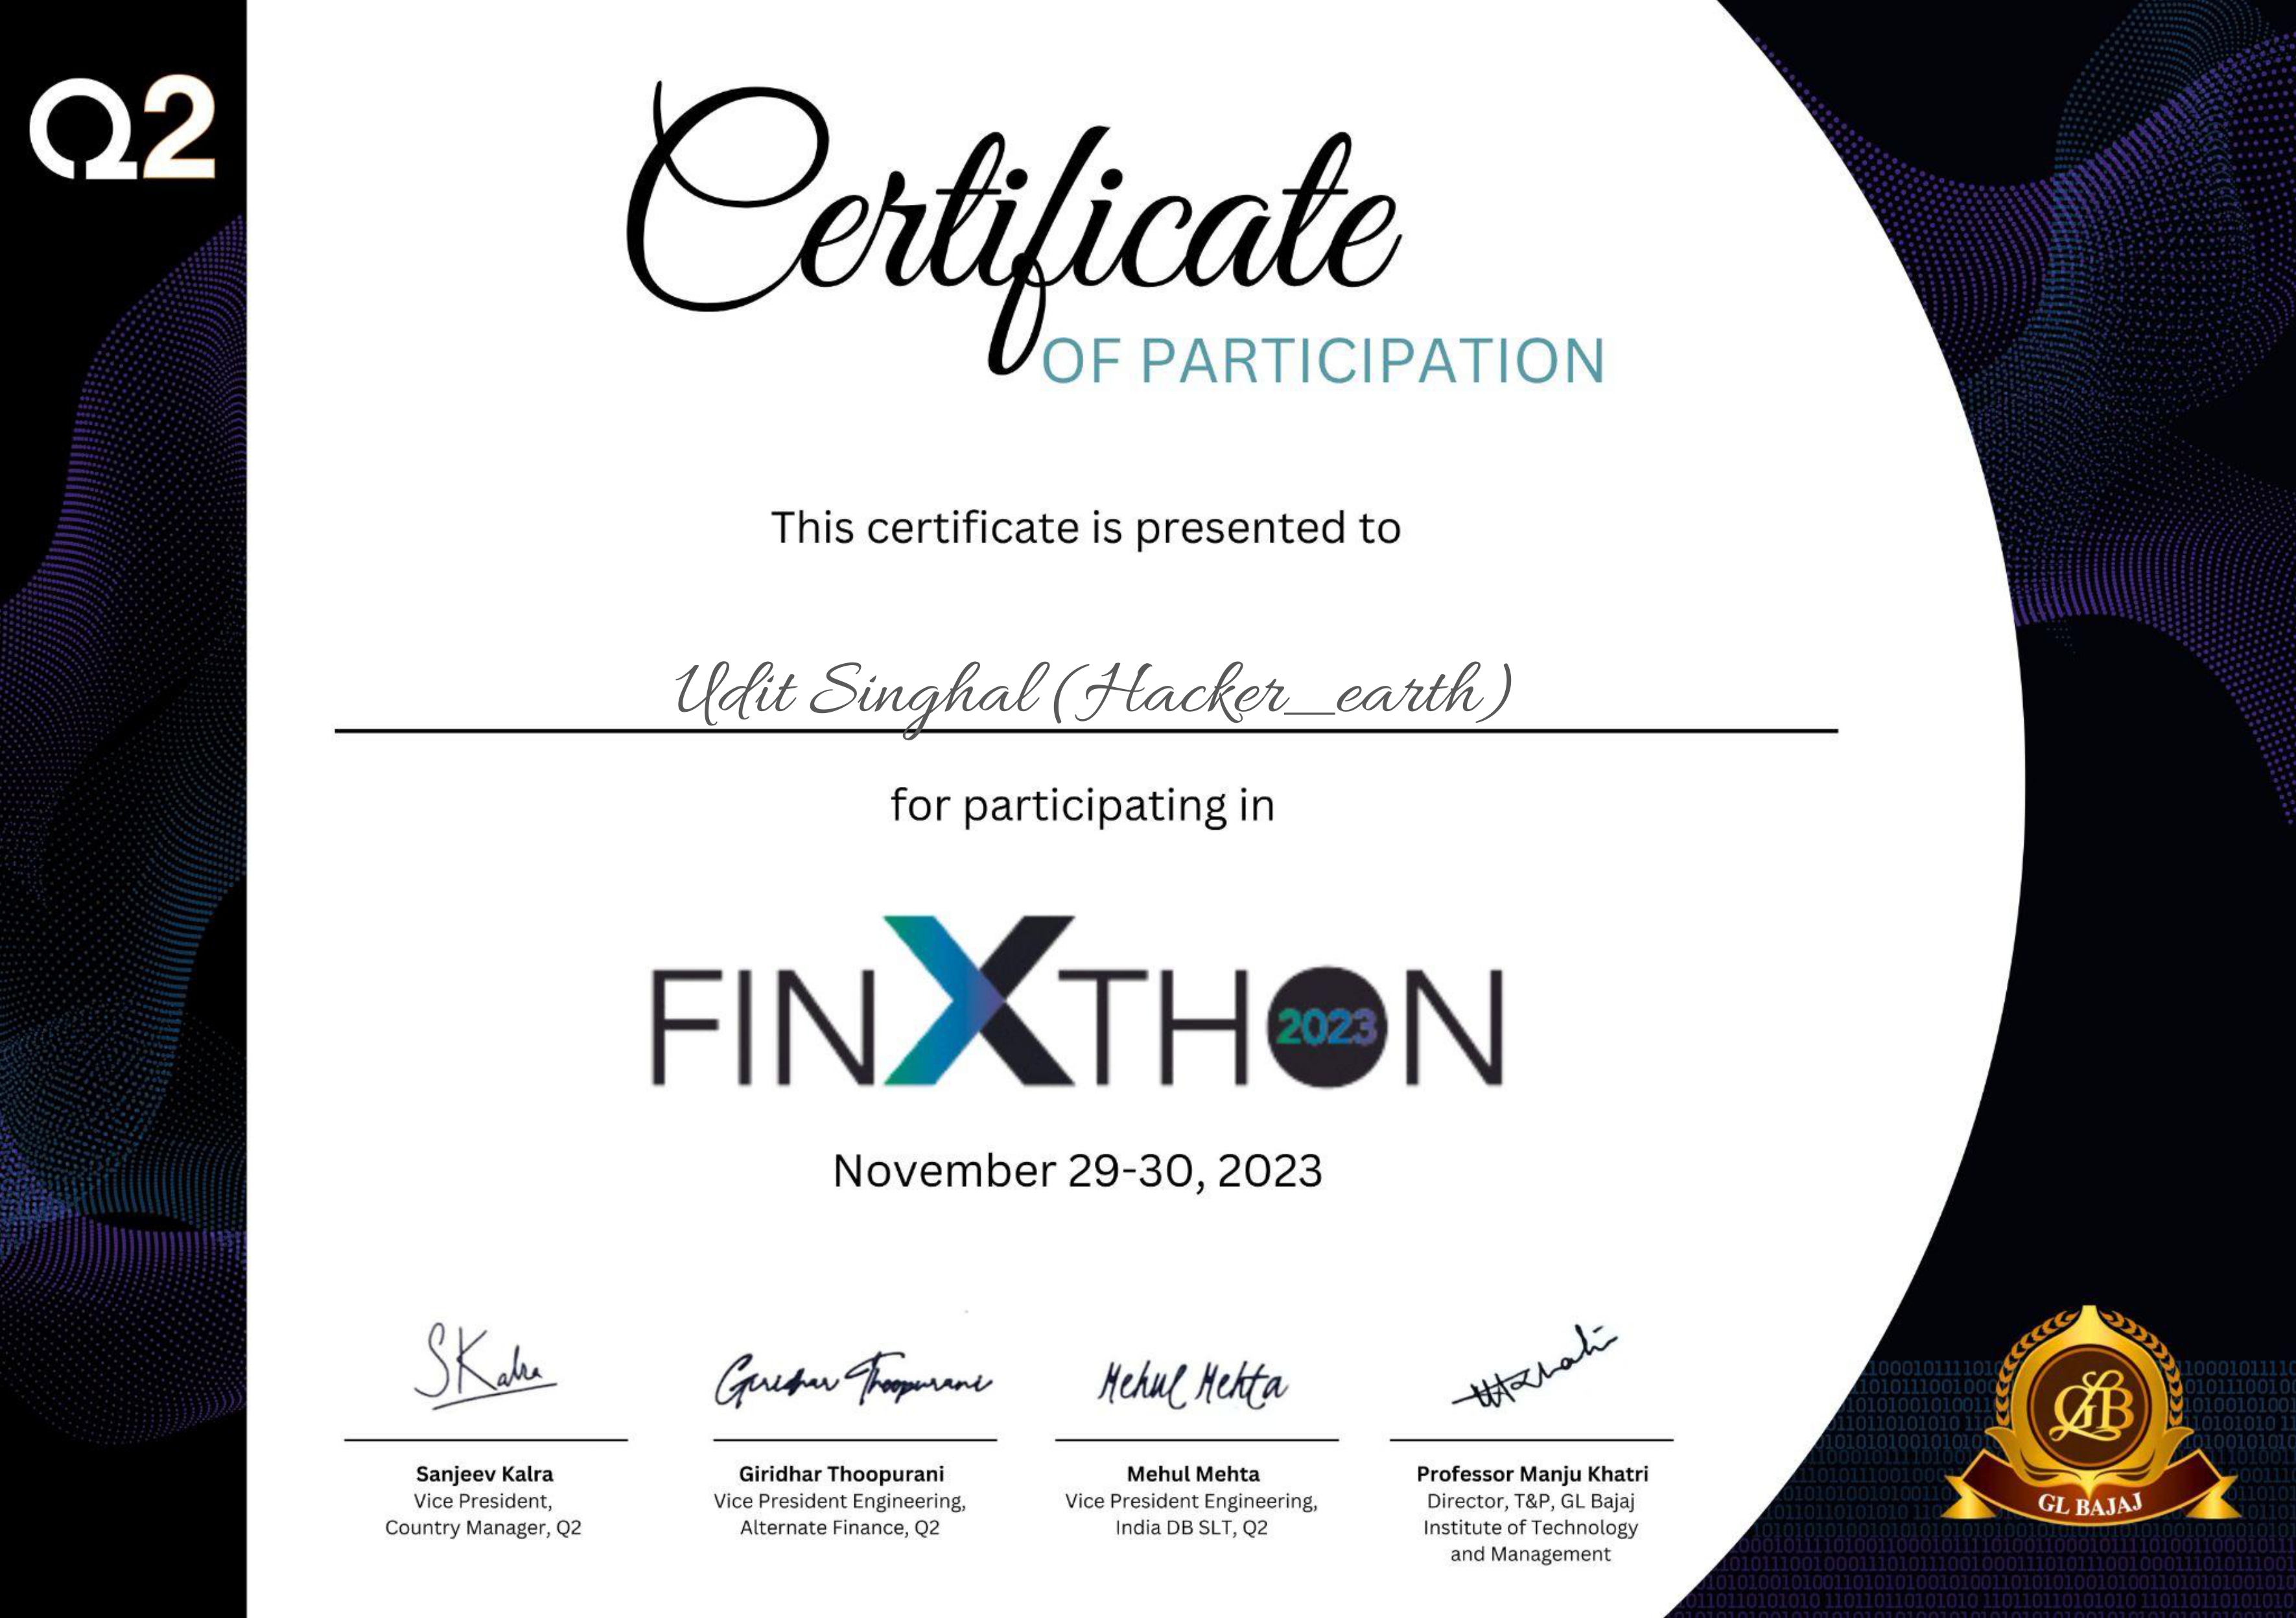 Q2
Certificate
OF PARTICIPATION
This certificate is presented to
Udit Singhal (Hacker_earth)
for participating in
FINXTHON
2023
November 29-30, 2023
SKalra
Giridhar Thoopurani
Mehul Mehta
Sanjeev Kalra
Vice President,
Country Manager, Q2
Giridhar Thoopurani
Vice President Engineering,
Alternate Finance, Q2
Mehul Mehta
Vice President Engineering,
India DB SLT, Q2
Professor Manju Khatri
Director, T&P, GL Bajaj
Institute of Technology
and Management
GLB
GL BAJAJ